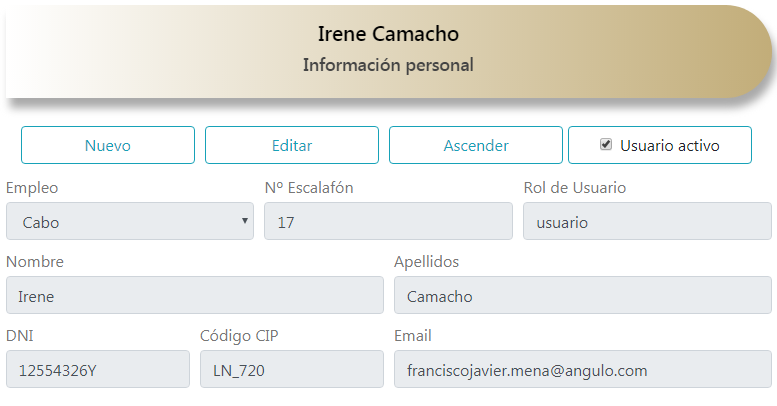 Irene Camacho
Información personal
Nuevo Editar Ascender Usuario activo
Empleo Nº Escalafón Rol de Usuario
Cabo 17 usuario
Nombre Apellidos
Irene Camacho
DNI Código CIP Email
12554326Y LN_720 franciscojavier.mena@angulo.com